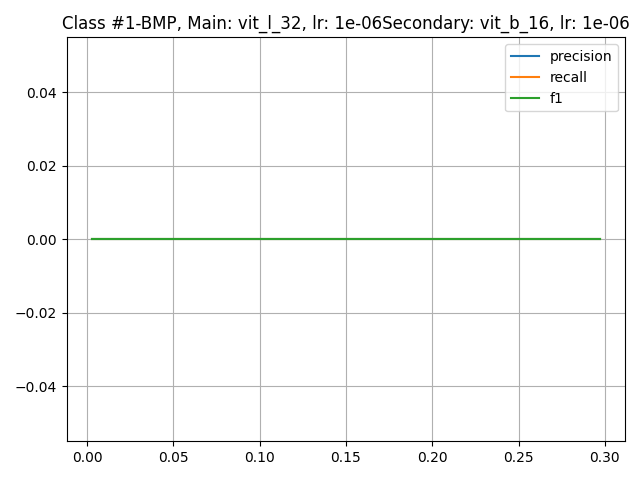 Class #1-BMP, Main: vit_l_32, lr: 1e-06Secondary: vit_b_16, lr: 1e-06
precision
recall
f1
0.04
0.02
0.00
−0.02
−0.04
0.00 0.05 0.10 0.15 0.20 0.25 0.30